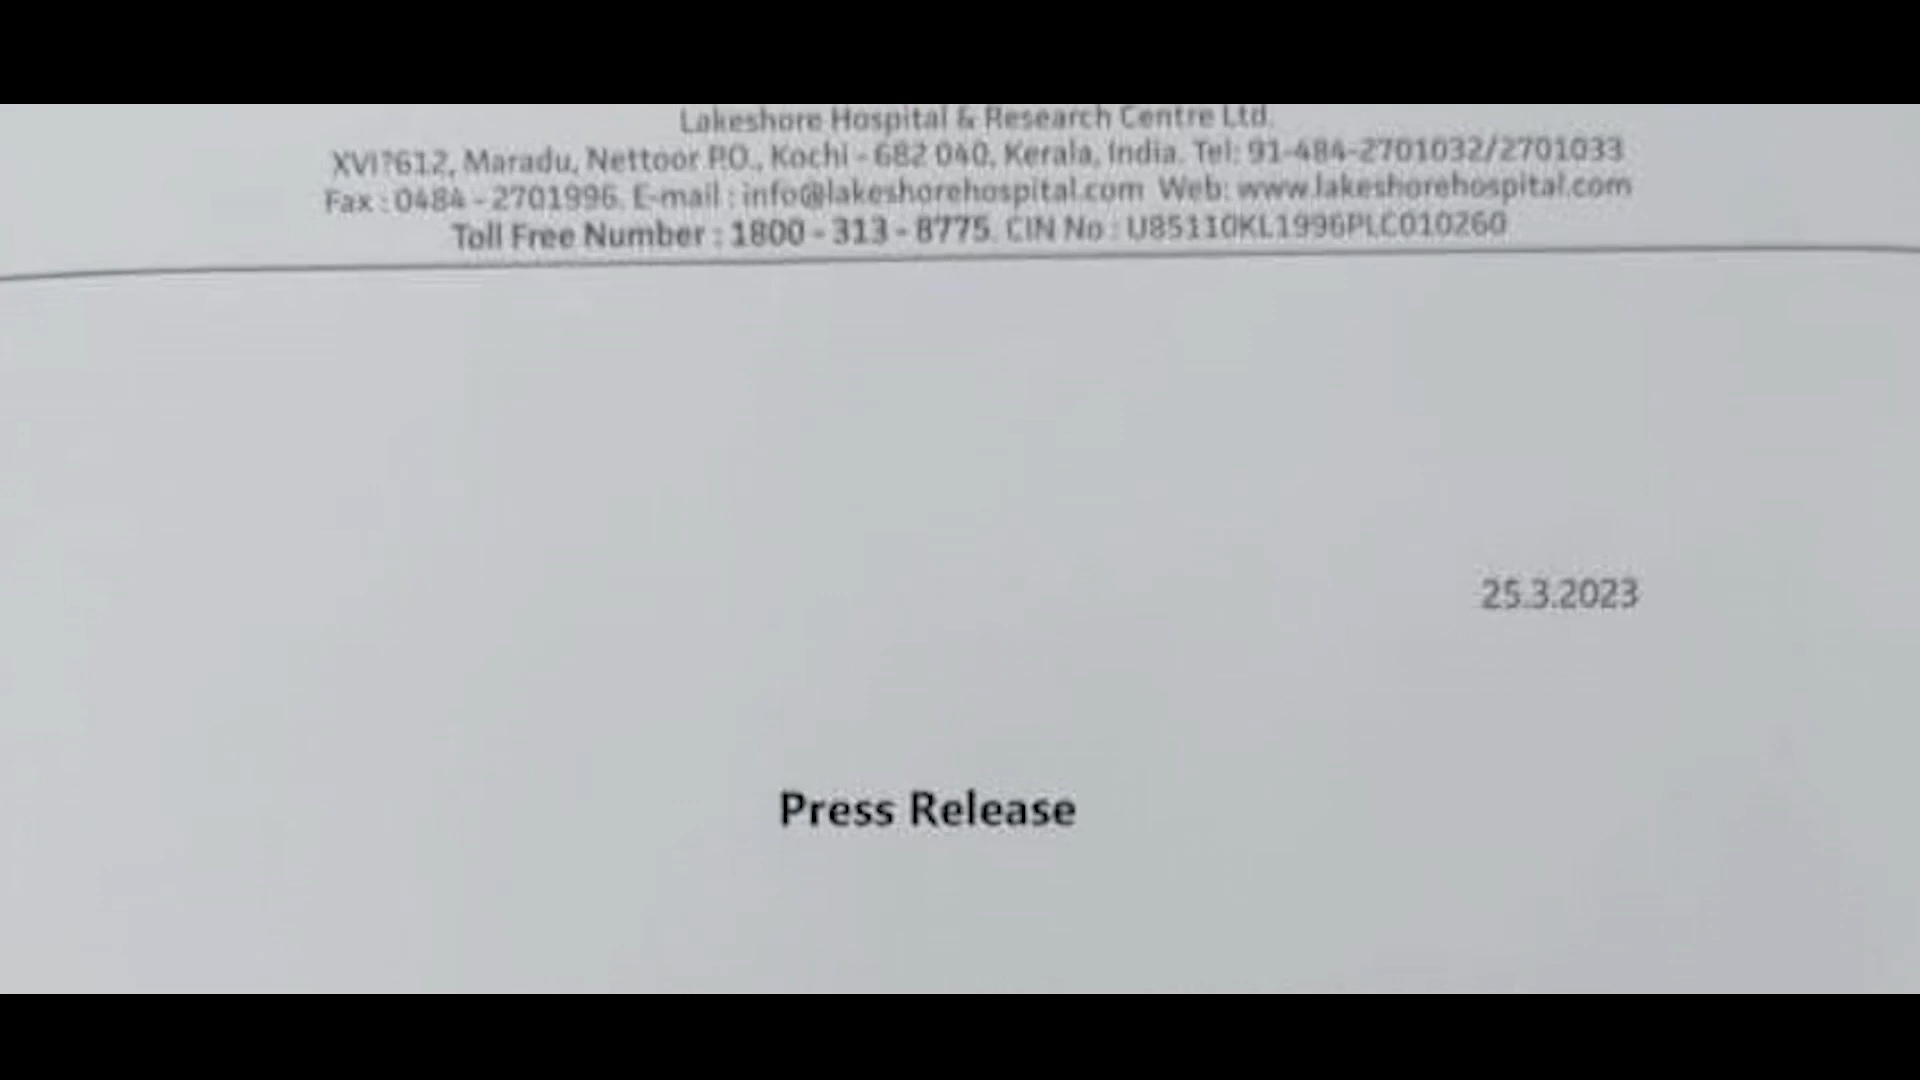 Lakeshore Hospital & Research Centre Ltd.
XVI?612, Maradu, Nettoor P.O., Kochi - 682 040, Kerala, India. Tel: 91-484-2701032/2701033
Fax : 0484 - 2701996. E-mail : info@lakeshorehospital.com Web: www.lakeshorehospital.com
Toll Free Number : 1800 - 313 - 8775. CIN No : U85110KL1996PLC010260
25.3.2023
Press Release